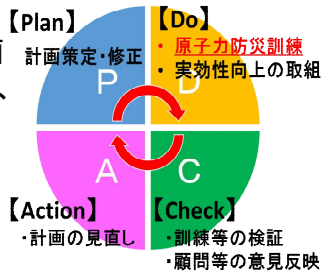 【Plan】
計画策定・修正
P
【Do】
・ 原子力防災訓練
・ 実効性向上の取組
D
A
C
【Action】
・計画の見直し
【Check】
・訓練等の検証
・顧問等の意見反映